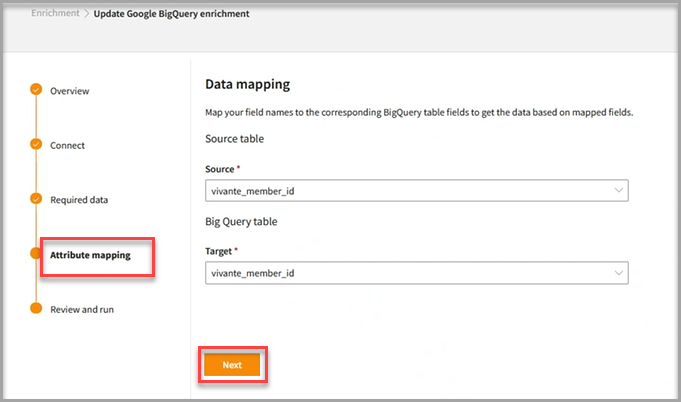 Enrichment > Update Google BigQuery enrichment
Overview
Connect
Required data
Attribute mapping
Review and run
Data mapping
Map your field names to the corresponding BigQuery table fields to get the data based on mapped fields.
Source table
Source *
vivante_member_id
Big Query table
Target *
vivante_member_id
Next